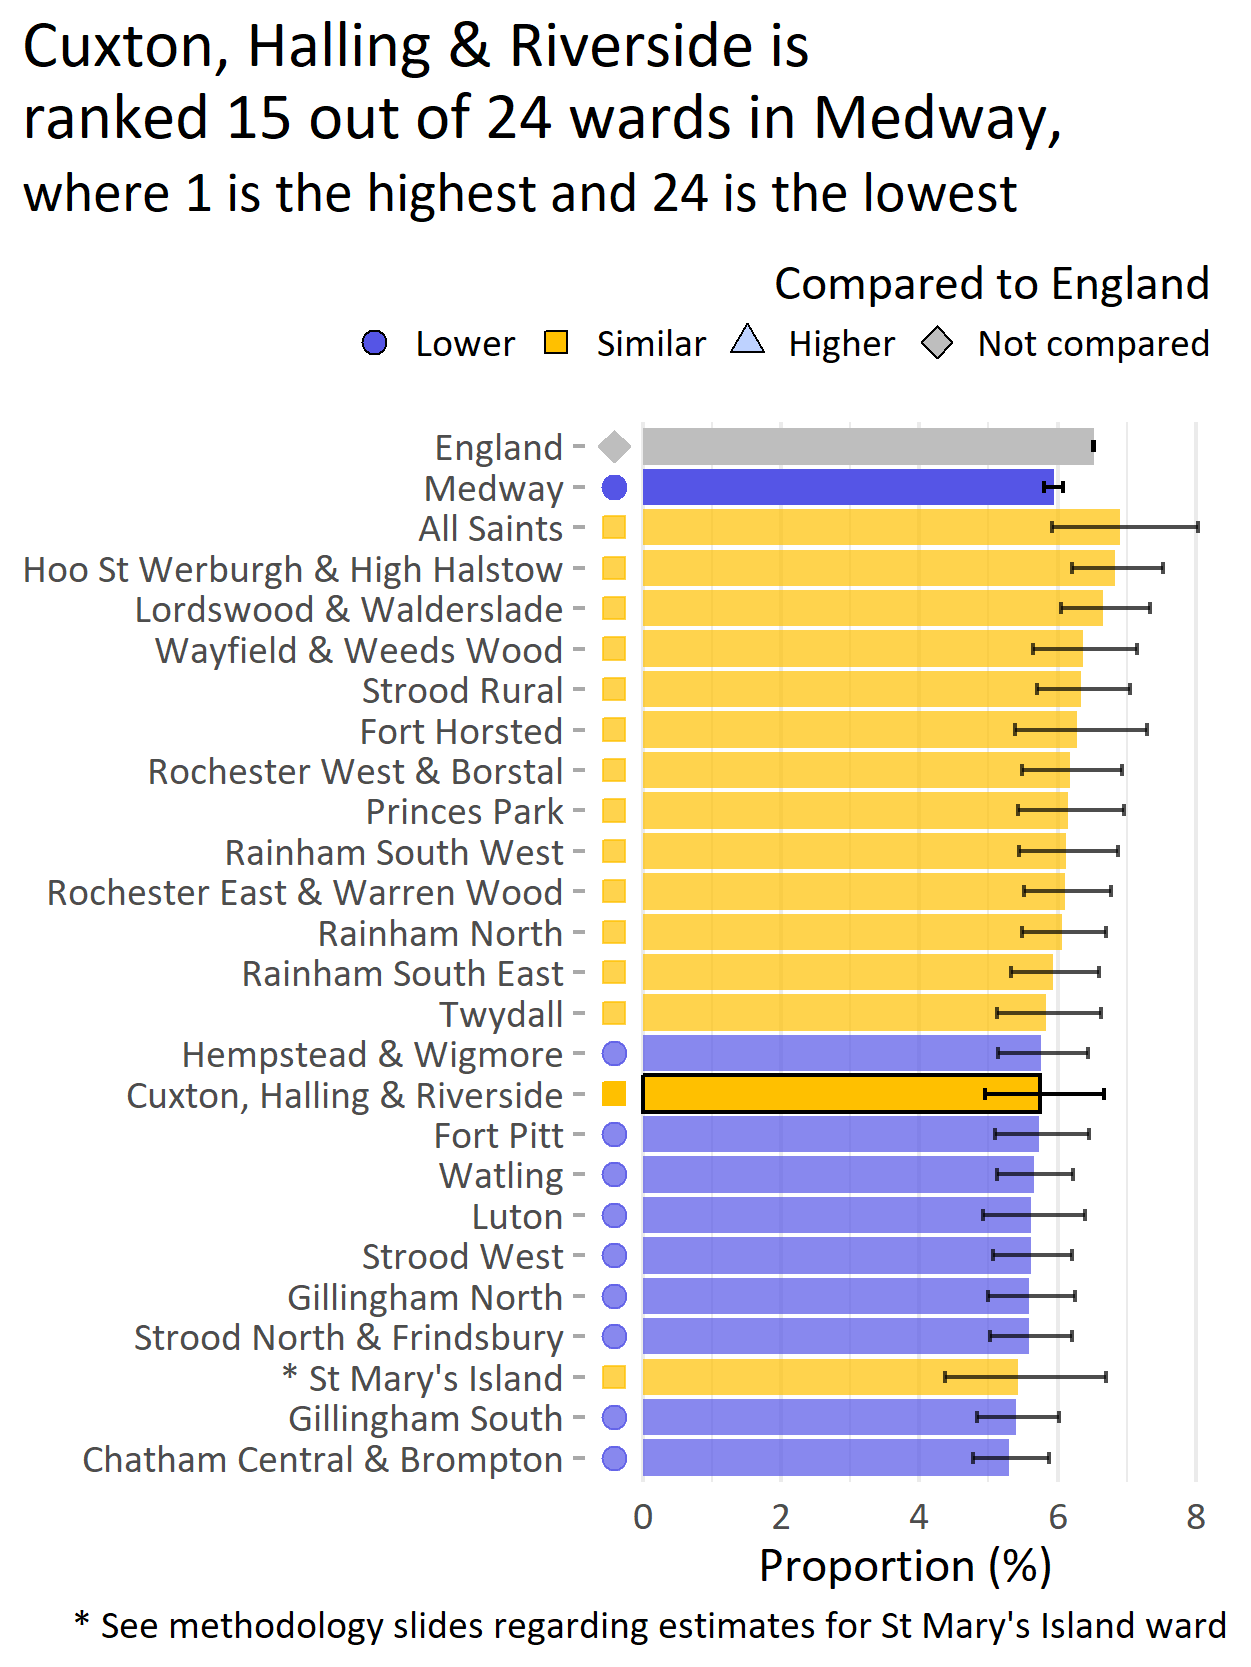 Cuxton, Halling & Riverside is
ranked 15 out of 24 wards in Medway,
where 1 is the highest and 24 is the lowest
Compared to England
Lower Similar Higher Not compared
England
Medway
All Saints
Hoo St Werburgh & High Halstow
Lordswood & Walderslade
Wayfield & Weeds Wood
Strood Rural
Fort Horsted
Rochester West & Borstal
Princes Park
Rainham South West
Rochester East & Warren Wood
Rainham North
Rainham South East
Twydall
Hempstead & Wigmore
Cuxton, Halling & Riverside
Fort Pitt
Watling
Luton
Strood West
Gillingham North
Strood North & Frindsbury
* St Mary's Island
Gillingham South
Chatham Central & Brompton
0 2 4 6 8
Proportion (%)
* See methodology slides regarding estimates for St Mary's Island ward